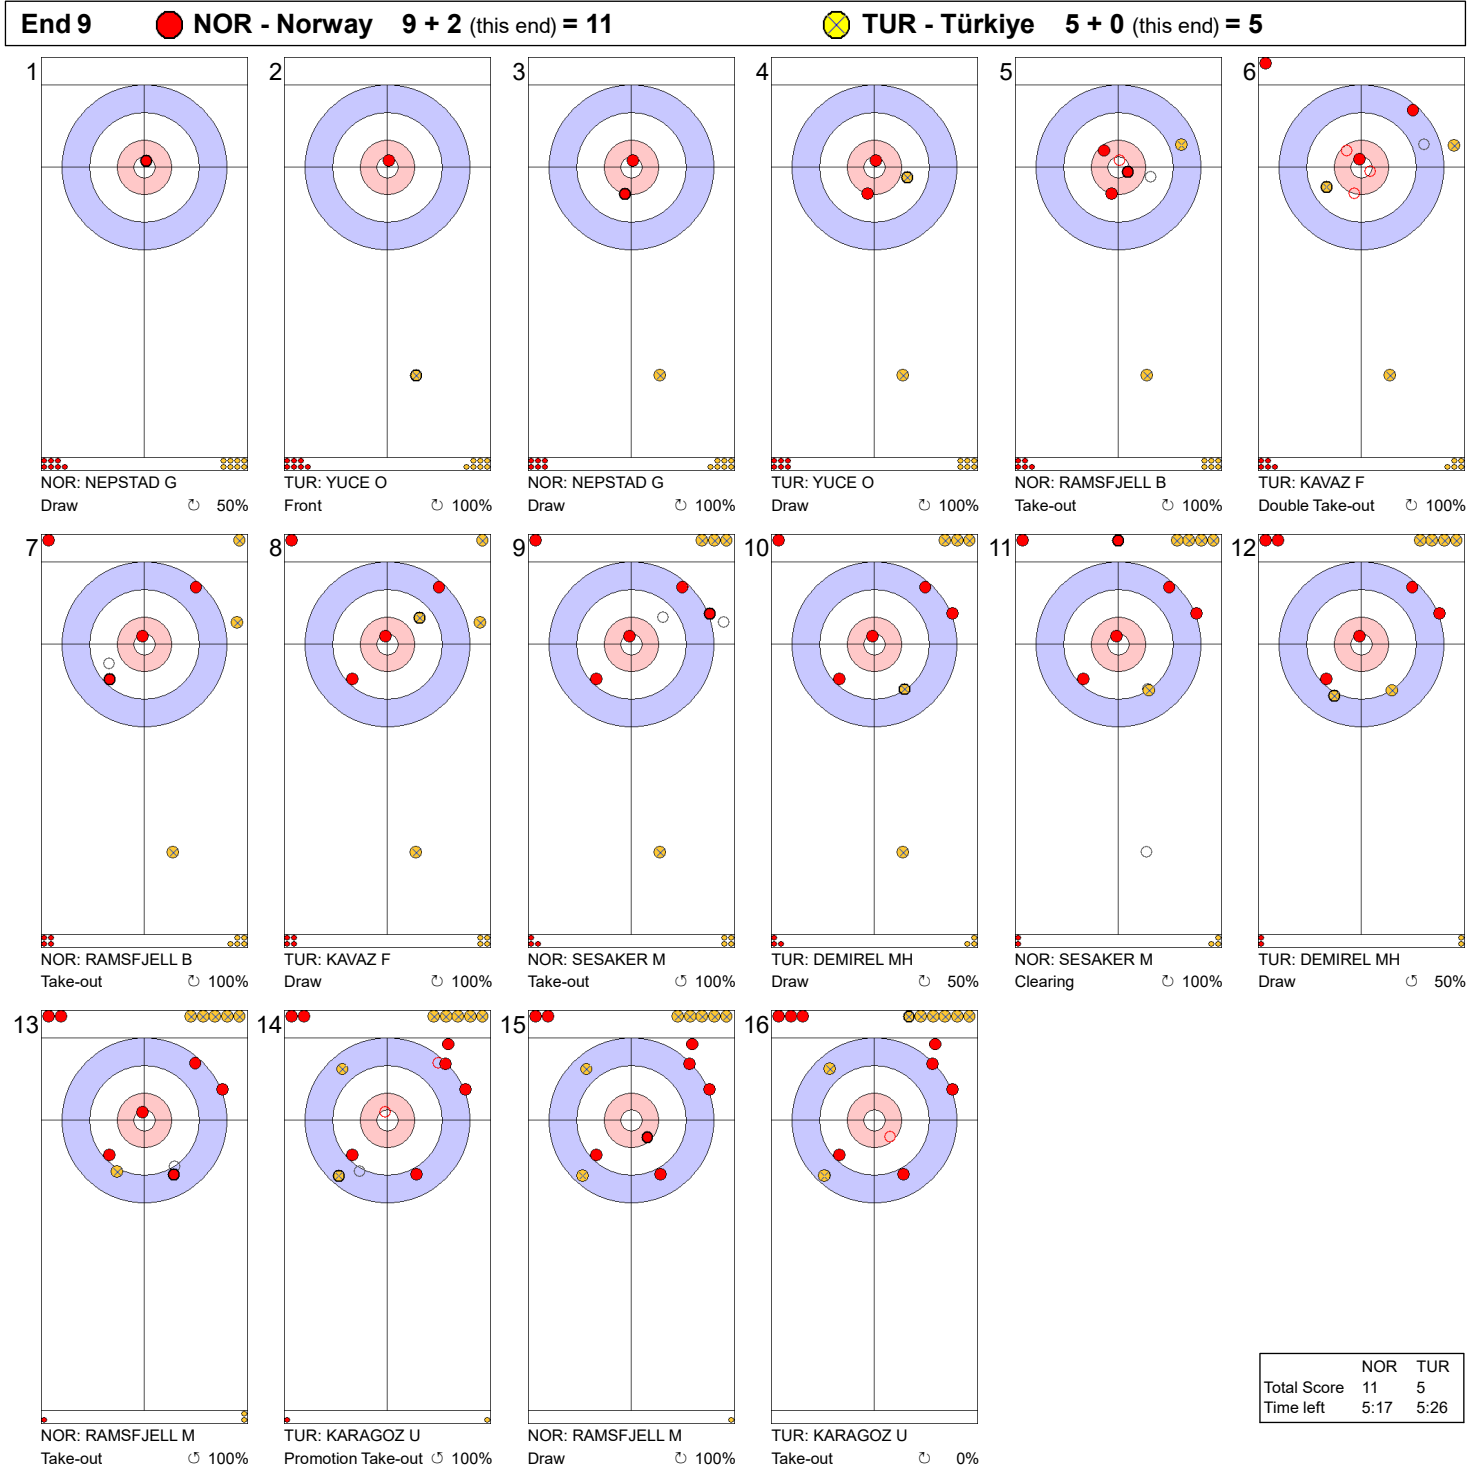 End 9 NOR - Norway 9 + 2 (this end) = 11 TUR - Türkiye 5 + 0 (this end) = 5
1 2 3 4 5 6
NOR: NEPSTAD G TUR: YUCE O NOR: NEPSTAD G TUR: YUCE O NOR: RAMSFJELL B TUR: KAVAZ F
Draw ↻ 50% Front ↻ 100% Draw ↻ 100% Draw ↻ 100% Take-out ↻ 100% Double Take-out ↻ 100%
7 8 9 10 11 12
NOR: RAMSFJELL B TUR: KAVAZ F NOR: SESAKER M TUR: DEMIREL MH NOR: SESAKER M TUR: DEMIREL MH
Take-out ↻ 100% Draw ↻ 100% Take-out ↻ 100% Draw ↻ 50% Clearing ↻ 100% Draw ↺ 50%
13 14 15 16
NOR TUR
Total Score 11 5
Time left 5:17 5:26
NOR: RAMSFJELL M TUR: KARAGOZ U NOR: RAMSFJELL M TUR: KARAGOZ U
Take-out ↺ 100% Promotion Take-out ↺ 100% Draw ↻ 100% Take-out ↻ 0%